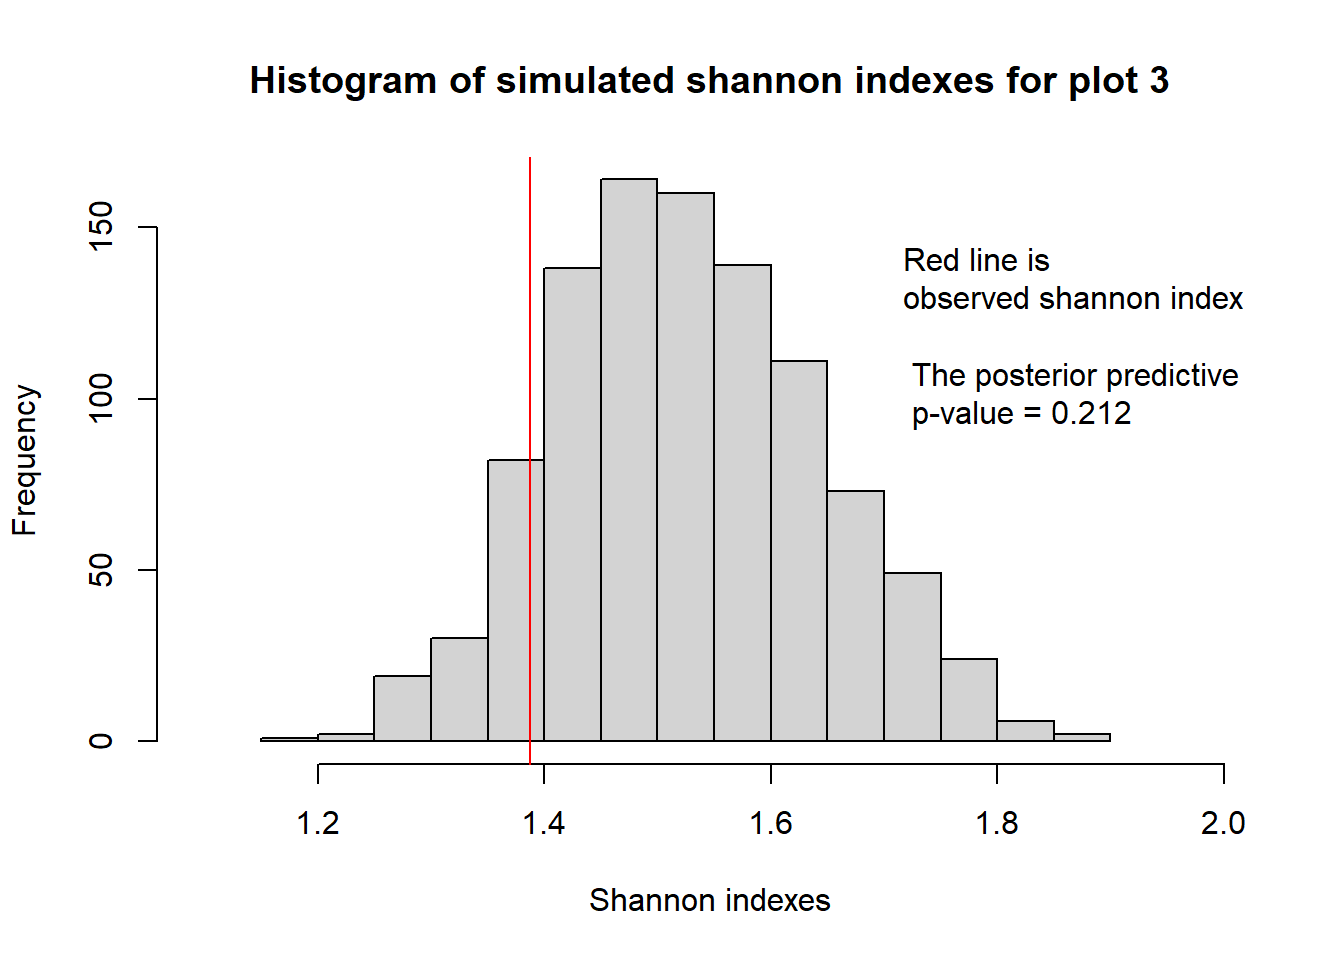 Histogram of simulated shannon indexes for plot 3
Red line is
observed shannon index
The posterior predictive
p-value = 0.212
Frequency
0
50
100
150
1.2
1.4
1.6
1.8
2.0
Shannon indexes